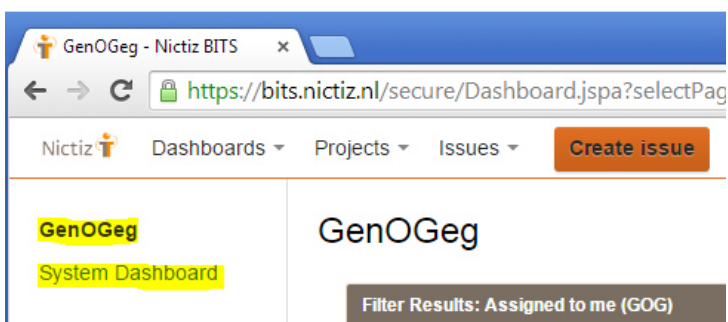 GenOGeg - Nictiz BITS
https://bits.nictiz.nl/secure/Dashboard.jspa?selectPag
Nictiz Dashboards Projects Issues Create issue
GenOGeg
System Dashboard
GenOGeg
Filter Results: Assigned to me (GOG)